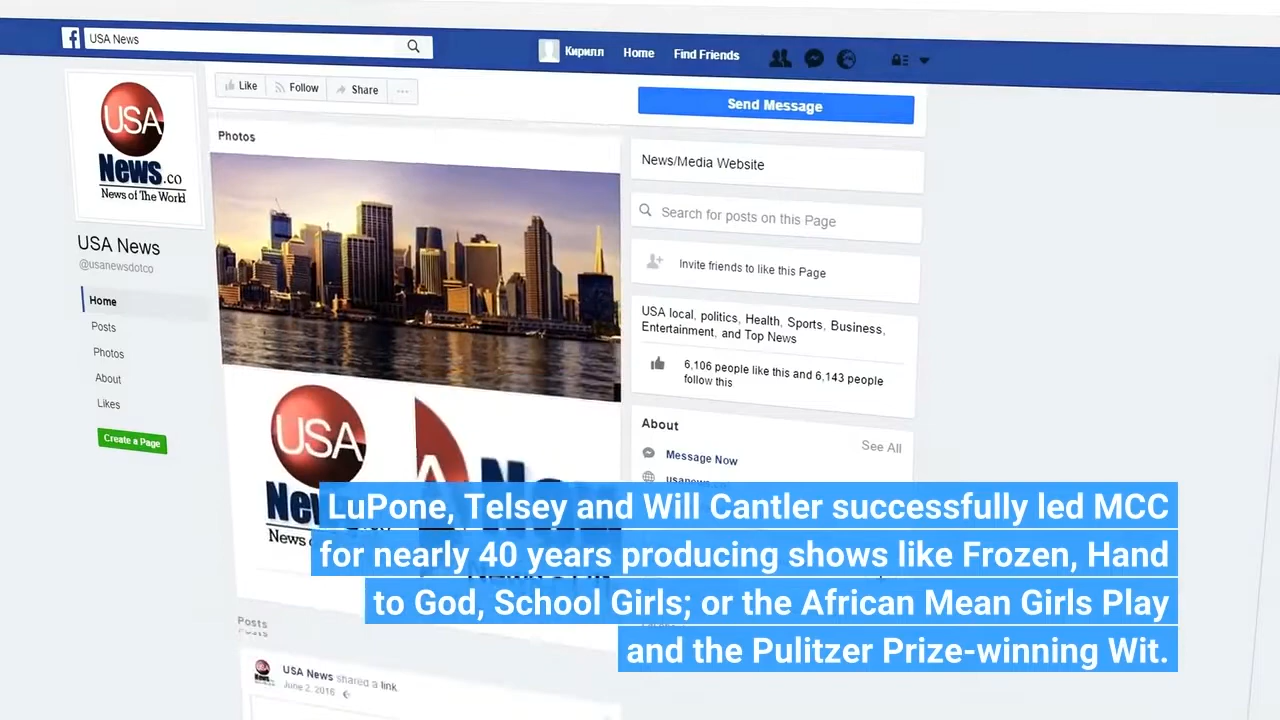 USA News
Кирилл
Home
Find Friends
USA
News.co
News of The World
USA News
@usanewsdotco
Home
Posts
Photos
About
Likes
Create a Page
Like
Follow
Share
Send Message
Photos
USA
News
News/Media Website
Search for posts on this Page
Invite friends to like this Page
USA local, politics, Health, Sports, Business,
Entertainment, and Top News
6,106 people like this and 6,143 people
follow this
About
See All
Message Now
LuPone, Telsey and Will Cantler successfully led MCC
for nearly 40 years producing shows like Frozen, Hand
to God, School Girls; or the African Mean Girls Play
and the Pulitzer Prize-winning Wit.
Posts
USA News shared a link
June 2, 2016